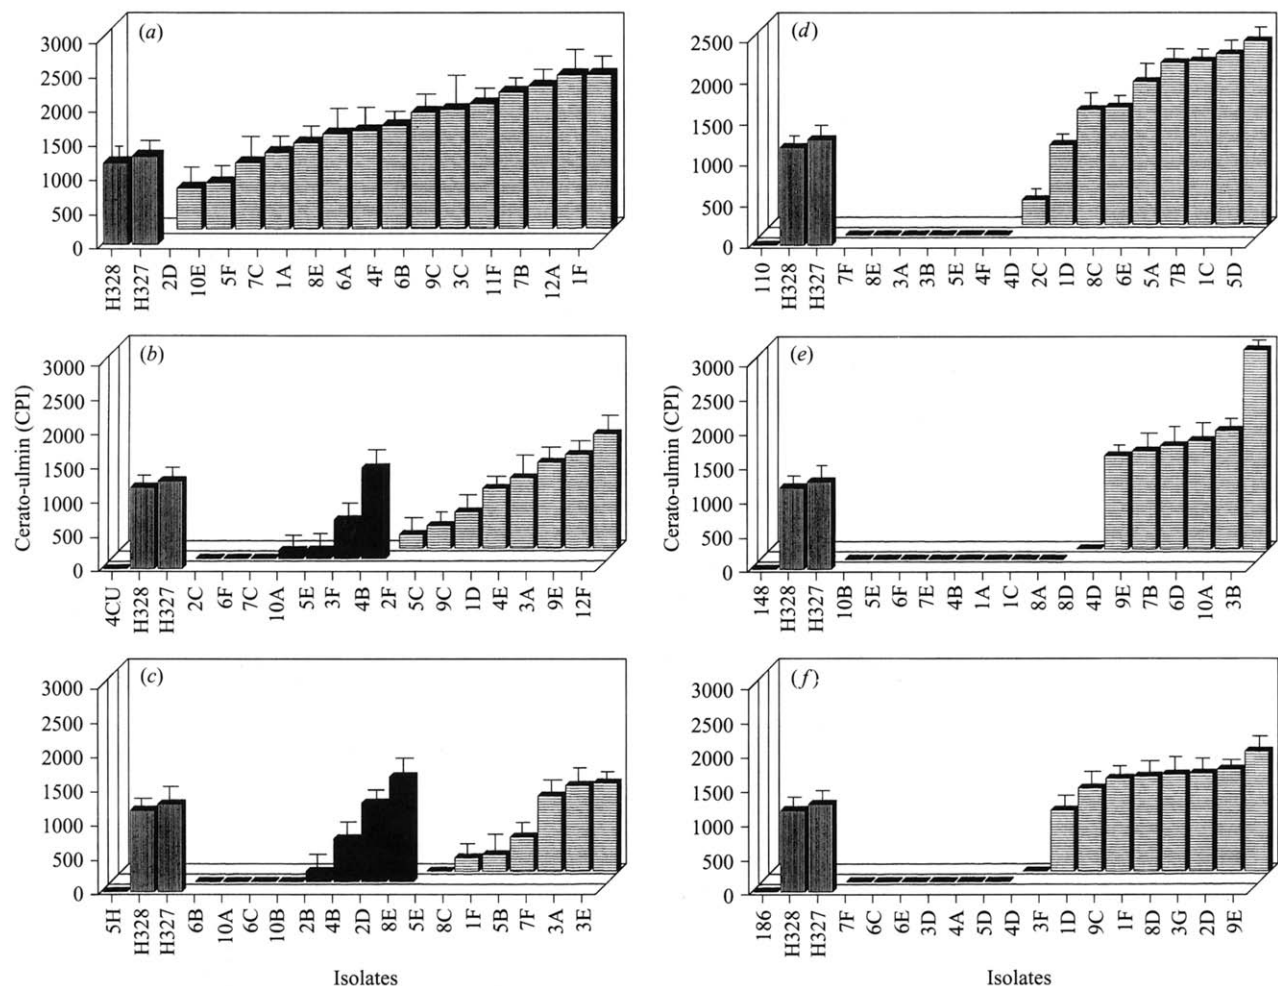 (a)
3000
2500
2000
1500
1000
500
0
H328 H327 2D 10E 5F 7C 1A 8E 6A 4F 6B 9C 3C 11F 7B 12A 1F
(b)
3000
2500
2000
1500
1000
500
0
4CU H328 H327 2C 6F 7C 10A 5E 3F 4B 2F 5C 9C 1D 4E 3A 9E 12F
(c)
3000
2500
2000
1500
1000
500
0
5H H328 H327 6B 10A 6C 10B 2B 4B 2D 8E 5E 8C 1F 5B 7F 3A 3E
Cerato-ulmin (CPI)
Isolates
(d)
2500
2000
1500
1000
500
0
110 H328 H327 7F 8E 3A 3B 5E 4F 4D 2C 1D 8C 6E 5A 7B 1C 5D
(e)
3000
2500
2000
1500
1000
500
0
148 H328 H327 10B 5E 6F 7E 4B 1A 1C 8A 8D 4D 9E 7B 6D 10A 3B
(f)
3000
2500
2000
1500
1000
500
0
186 H328 H327 7F 6C 6E 3D 4A 5D 4D 3F 1D 9C 1F 8D 3G 2D 9E
Cerato-ulmin (CPI)
Isolates